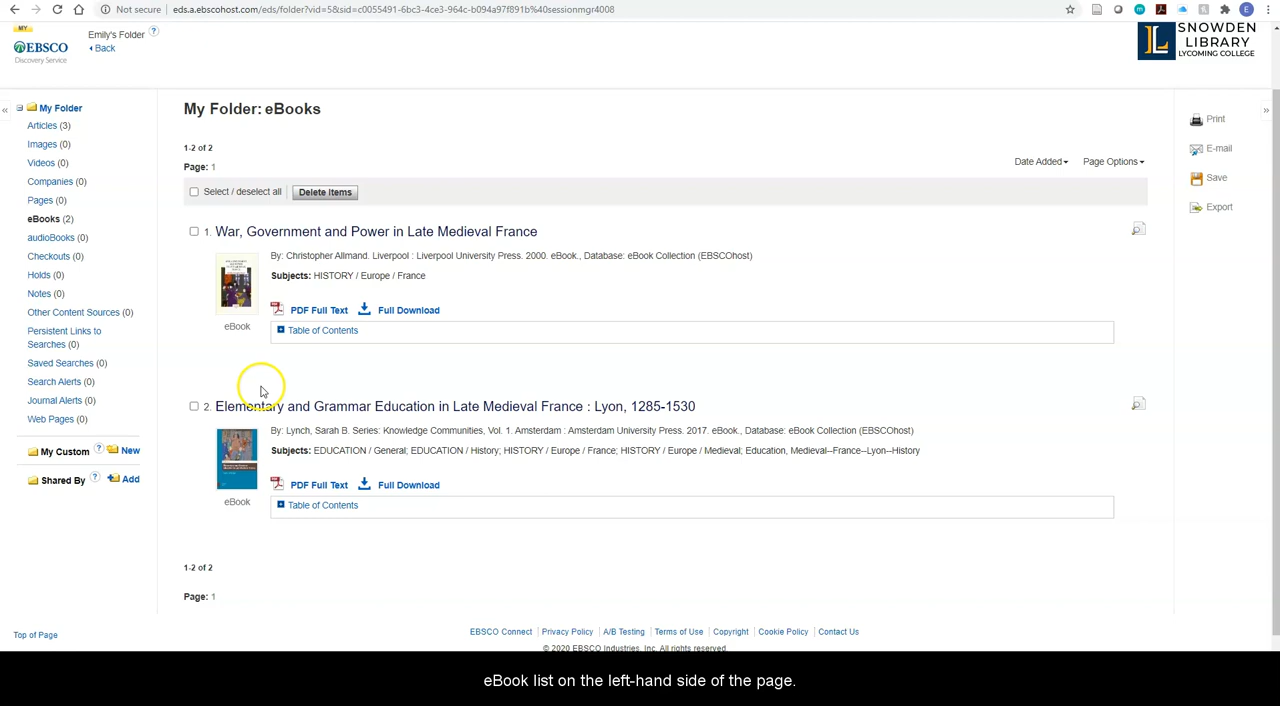 Not secure
eds.a.ebscohost.com/eds/folder?vid=5&sid=c0055491-6bc3-4ce3-964c-b094a97f891b%40sessionmgr4008
E
MY
EBSCO
Discovery Service
Emily's Folder ?
Back
SNOWDEN
LIBRARY
LYCOMING COLLEGE
L
«
»
My Folder
Articles (3)
Images (0)
Videos (0)
Companies (0)
Pages (0)
eBooks (2)
audioBooks (0)
Checkouts (0)
Holds (0)
Notes (0)
Other Content Sources (0)
Persistent Links to
Searches (0)
Saved Searches (0)
Search Alerts (0)
Journal Alerts (0)
Web Pages (0)
My Custom ? New
Shared By ? Add
My Folder: eBooks
1-2 of 2
Page: 1
Date Added Page Options
Select / deselect all Delete Items
1. War, Government and Power in Late Medieval France
By: Christopher Allmand. Liverpool : Liverpool University Press. 2000. eBook., Database: eBook Collection (EBSCOhost)
Subjects: HISTORY / Europe / France
PDF Full Text Full Download
eBook
Table of Contents
2. Elementary and Grammar Education in Late Medieval France : Lyon, 1285-1530
By: Lynch, Sarah B. Series: Knowledge Communities, Vol. 1. Amsterdam : Amsterdam University Press. 2017. eBook., Database: eBook Collection (EBSCOhost)
Subjects: EDUCATION / General; EDUCATION / History; HISTORY / Europe / France; HISTORY / Europe / Medieval; Education, Medieval--France--Lyon--History
PDF Full Text Full Download
eBook
Table of Contents
1-2 of 2
Page: 1
Print
E-mail
Save
Export
Top of Page
EBSCO Connect Privacy Policy A/B Testing Terms of Use Copyright Cookie Policy Contact Us
© 2020 EBSCO Industries, Inc. All rights reserved.
eBook list on the left-hand side of the page.